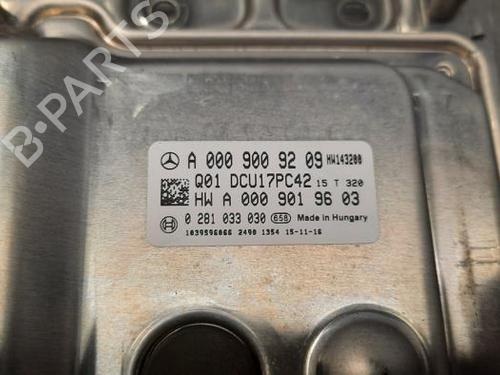 B-PARTS
A 000 900 92 09 HW143200
Q01 DCU17PC42 15 T 320
HW A 000 901 96 03
0 281 033 030 658 Made in Hungary
1039S96066 2490 1354 15-11-16